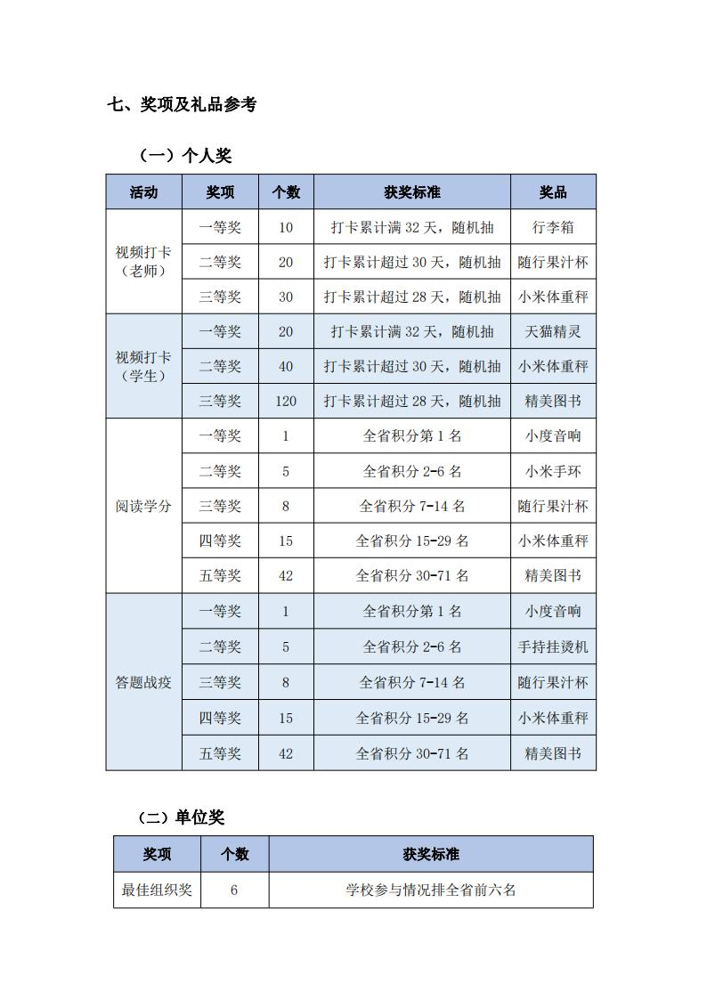 七、奖项及礼品参考
（一）个人奖
活动 奖项 个数 获奖标准 奖品
视频打卡
（老师）
一等奖 10 打卡累计满 32 天，随机抽 行李箱
二等奖 20 打卡累计超过 30 天，随机抽 随行果汁杯
三等奖 30 打卡累计超过 28 天，随机抽 小米体重秤
视频打卡
（学生）
一等奖 20 打卡累计满 32 天，随机抽 天猫精灵
二等奖 40 打卡累计超过 30 天，随机抽 小米体重秤
三等奖 120 打卡累计超过 28 天，随机抽 精美图书
阅读学分
一等奖 1 全省积分第 1 名 小度音响
二等奖 5 全省积分 2-6 名 小米手环
三等奖 8 全省积分 7-14 名 随行果汁杯
四等奖 15 全省积分 15-29 名 小米体重秤
五等奖 42 全省积分 30-71 名 精美图书
答题战疫
一等奖 1 全省积分第 1 名 小度音响
二等奖 5 全省积分 2-6 名 手持挂烫机
三等奖 8 全省积分 7-14 名 随行果汁杯
四等奖 15 全省积分 15-29 名 小米体重秤
五等奖 42 全省积分 30-71 名 精美图书
（二）单位奖
奖项 个数 获奖标准
最佳组织奖 6 学校参与情况排全省前六名